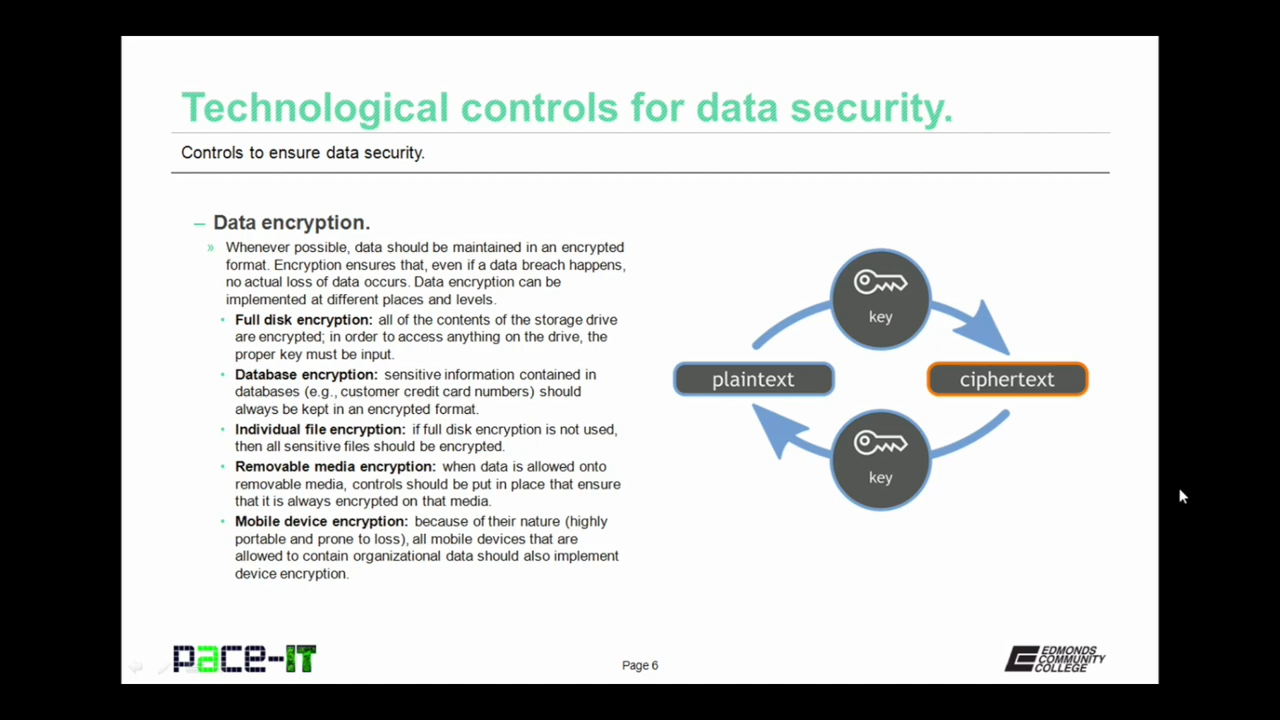 Technological controls for data security.
Controls to ensure data security.
– Data encryption.
» Whenever possible, data should be maintained in an encrypted
format. Encryption ensures that, even if a data breach happens,
no actual loss of data occurs. Data encryption can be
implemented at different places and levels.
• Full disk encryption: all of the contents of the storage drive
are encrypted; in order to access anything on the drive, the
proper key must be input.
• Database encryption: sensitive information contained in
databases (e.g., customer credit card numbers) should
always be kept in an encrypted format.
• Individual file encryption: if full disk encryption is not used,
then all sensitive files should be encrypted.
• Removable media encryption: when data is allowed onto
removable media, controls should be put in place that ensure
that it is always encrypted on that media.
• Mobile device encryption: because of their nature (highly
portable and prone to loss), all mobile devices that are
allowed to contain organizational data should also implement
device encryption.
key
plaintext
ciphertext
key
pace-IT
Page 6
EDMONDS
COMMUNITY
COLLEGE